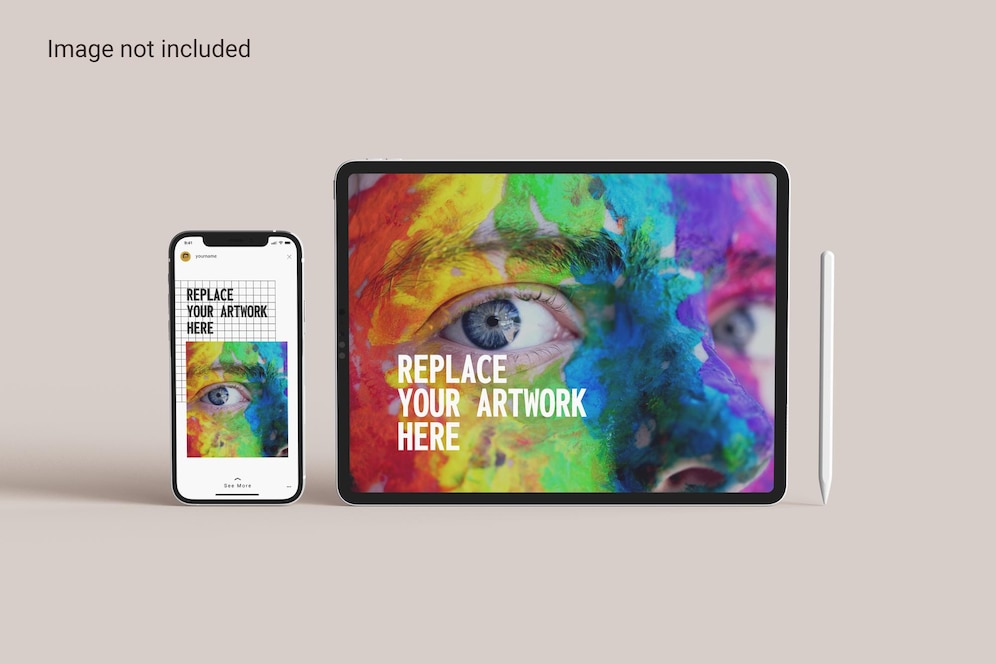 Image not included
9:41
yourname
REPLACE
YOUR ARTWORK
HERE
See More
REPLACE
YOUR ARTWORK
HERE